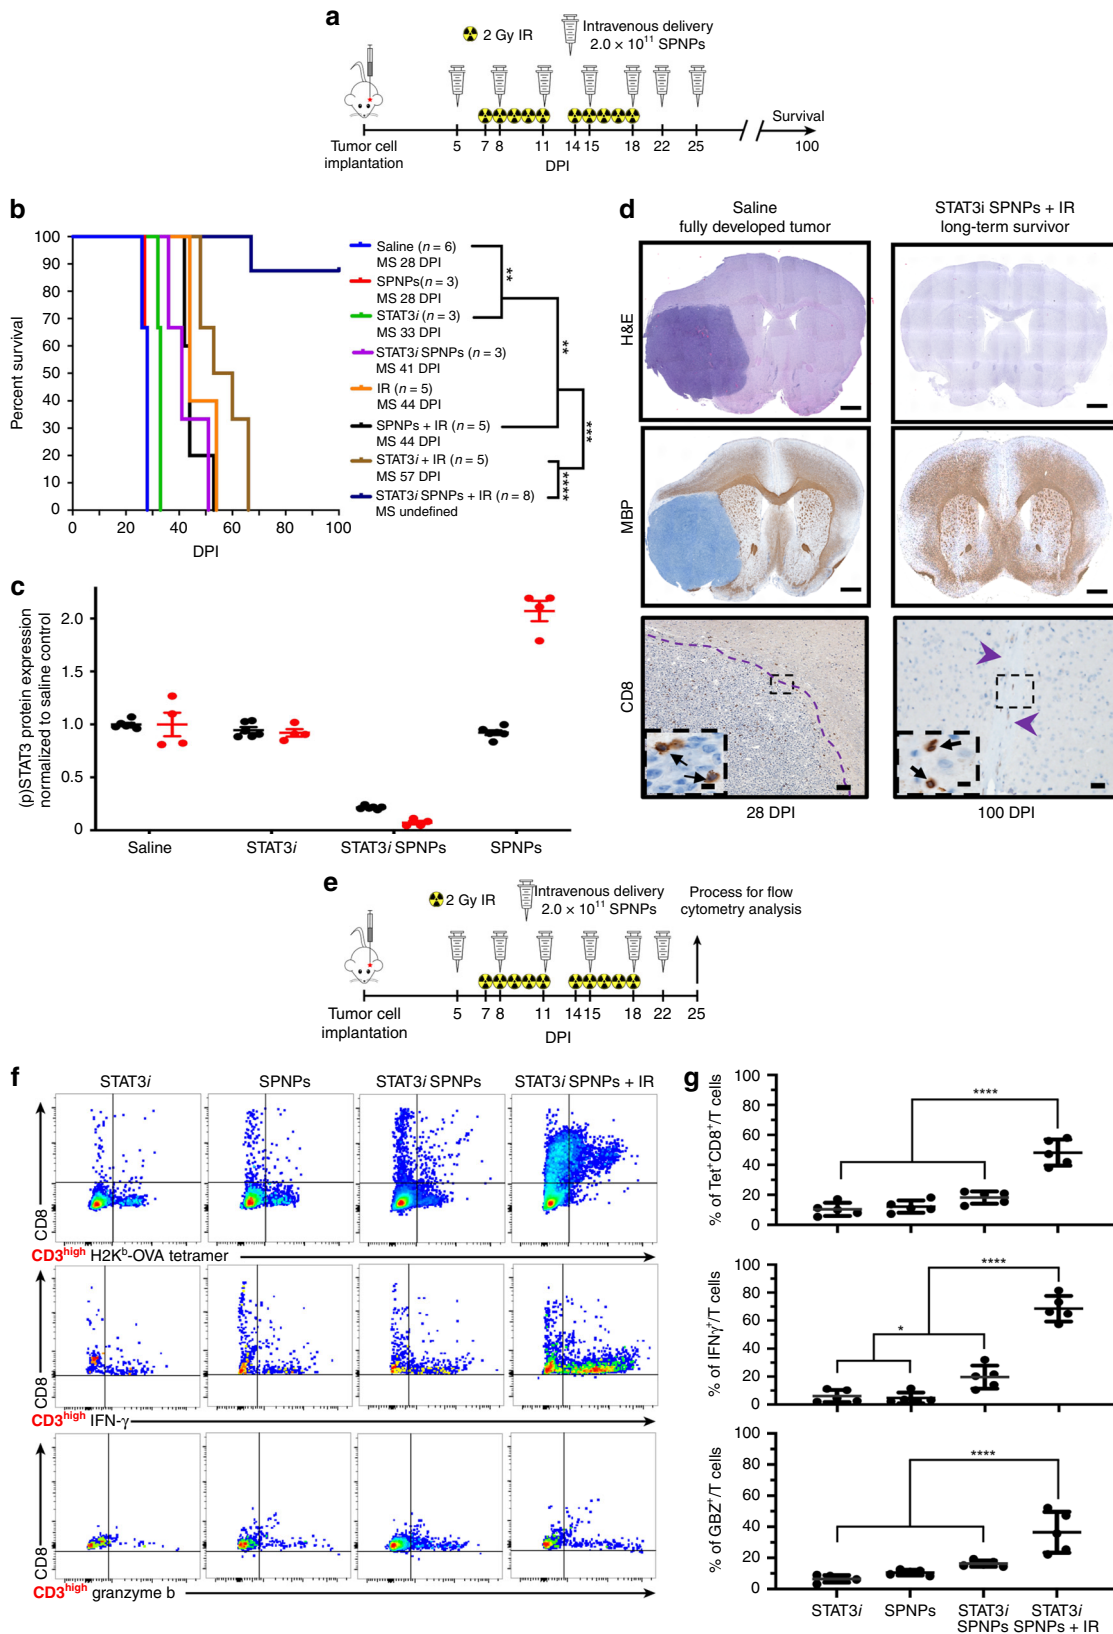 a
2 Gy IR
Intravenous delivery
2.0 × 10¹¹ SPNPs
Tumor cell
implantation
5 7 8 11 14 15 18 22 25
DPI
Survival
100
b
Percent survival
100
90
80
70
60
50
40
30
20
10
0
0 20 40 60 80 100
DPI
Saline (n = 6)
MS 28 DPI
SPNPs(n = 3)
MS 28 DPI
STAT3i (n = 3)
MS 33 DPI
STAT3i SPNPs (n = 3)
MS 41 DPI
IR (n = 5)
MS 44 DPI
SPNPs + IR (n = 5)
MS 44 DPI
STAT3i + IR (n = 5)
MS 57 DPI
STAT3i SPNPs + IR (n = 8)
MS undefined
**
**
***
****
c
(p)STAT3 protein expression
normalized to saline control
2.0
1.5
1.0
0.5
0
Saline STAT3i STAT3i SPNPs SPNPs
d
Saline
fully developed tumor
STAT3i SPNPs + IR
long-term survivor
H&E
MBP
CD8
28 DPI
100 DPI
e
2 Gy IR
Intravenous delivery
2.0 × 10¹¹ SPNPs
Process for flow
cytometry analysis
Tumor cell
implantation
5 7 8 11 14 15 18 22 25
DPI
f
STAT3i SPNPs STAT3i SPNPs STAT3i SPNPs + IR
CD8
CD3ʰⁱᵍʰ H2Kᵇ-OVA tetramer
CD8
CD3ʰⁱᵍʰ IFN-γ
CD8
CD3ʰⁱᵍʰ granzyme b
g
% of Tet⁺CD8⁺/T cells
100
80
60
40
20
0
****
% of IFNγ⁺/T cells
100
80
60
40
20
0
*
****
% of GBZ⁺/T cells
100
80
60
40
20
0
****
STAT3i SPNPs STAT3i STAT3i
SPNPs SPNPs + IR